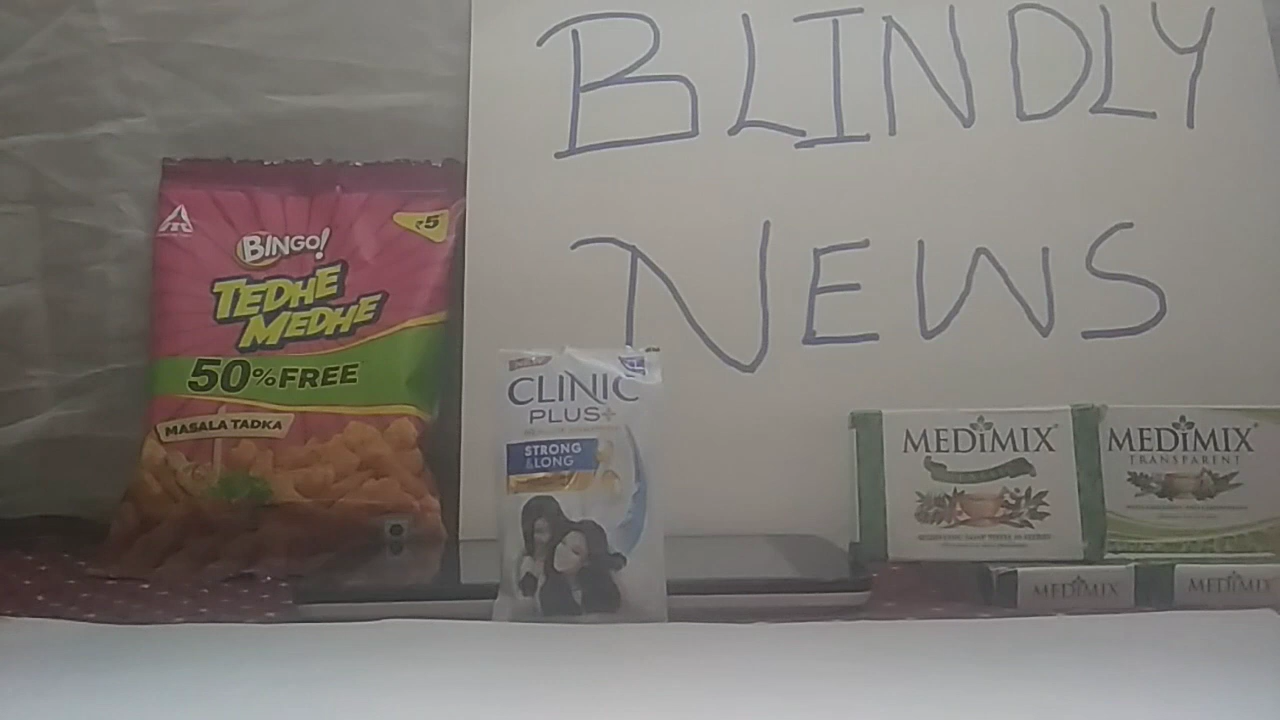 BLINDLY
NEWS
₹5
BINGO!
TEDHE
MEDHE
50% FREE
MASALA TADKA
CLINIC
PLUS+
STRONG
& LONG
MEDIMIX
MEDIMIX
TRANSPARENT
MEDIMIX
MEDIMIX